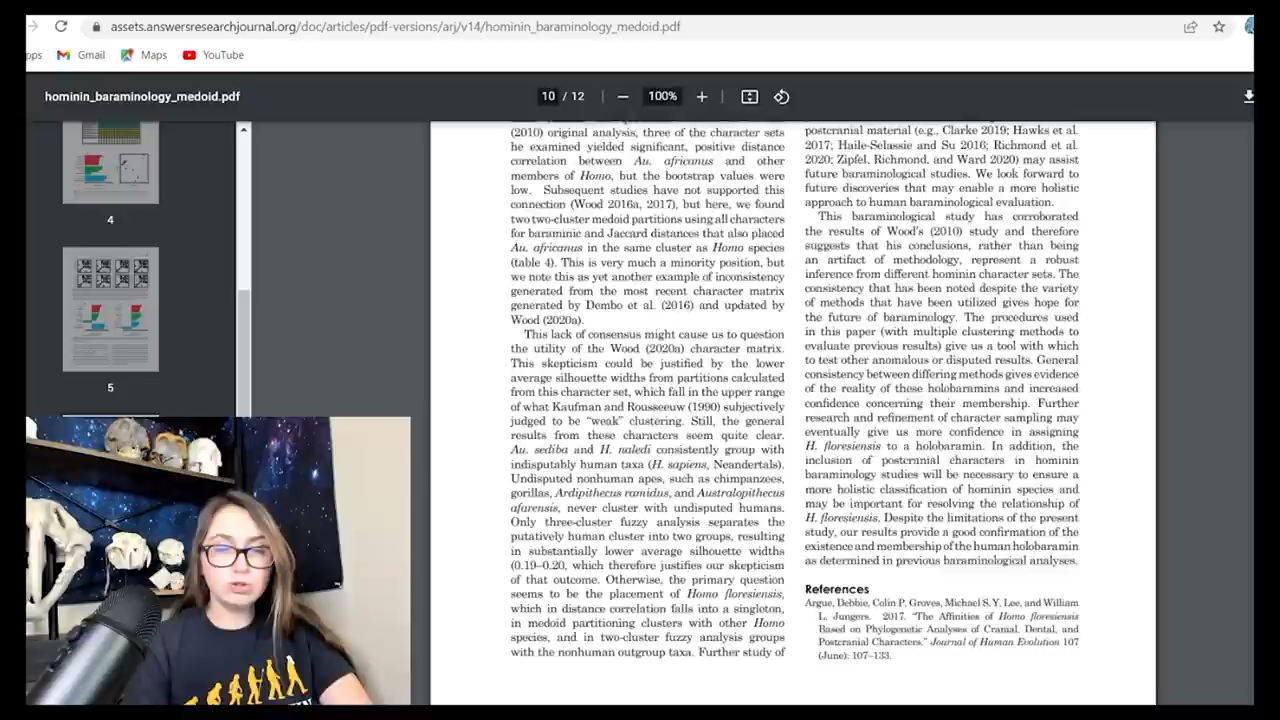 assets.answersresearchjournal.org/doc/articles/pdf-versions/arj/v14/hominin_baraminology_medoid.pdf
pps
Gmail
Maps
YouTube
hominin_baraminology_medoid.pdf
10 / 12
100%
4
5
(2010) original analysis, three of the character sets
he examined yielded significant, positive distance
correlation between Au. africanus and other
members of Homo, but the bootstrap values were
low. Subsequent studies have not supported this
connection (Wood 2016a, 2017), but here, we found
two two-cluster medoid partitions using all characters
for baraminic and Jaccard distances that also placed
Au. africanus in the same cluster as Homo species
(table 4). This is very much a minority position, but
we note this as yet another example of inconsistency
generated from the most recent character matrix
generated by Dembo et al. (2016) and updated by
Wood (2020a).
This lack of consensus might cause us to question
the utility of the Wood (2020a) character matrix.
This skepticism could be justified by the lower
average silhouette widths from partitions calculated
from this character set, which fall in the upper range
of what Kaufman and Rousseeuw (1990) subjectively
judged to be “weak” clustering. Still, the general
results from these characters seem quite clear.
Au. sediba and H. naledi consistently group with
indisputably human taxa (H. sapiens, Neandertals).
Undisputed nonhuman apes, such as chimpanzees,
gorillas, Ardipithecus ramidus, and Australopithecus
afarensis, never cluster with undisputed humans.
Only three-cluster fuzzy analysis separates the
putatively human cluster into two groups, resulting
in substantially lower average silhouette widths
(0.19–0.20, which therefore justifies our skepticism
of that outcome. Otherwise, the primary question
seems to be the placement of Homo floresiensis,
which in distance correlation falls into a singleton,
in medoid partitioning clusters with other Homo
species, and in two-cluster fuzzy analysis groups
with the nonhuman outgroup taxa. Further study of
postcranial material (e.g., Clarke 2019; Hawks et al.
2017; Haile-Selassie and Su 2016; Richmond et al.
2020; Zipfel, Richmond, and Ward 2020) may assist
future baraminological studies. We look forward to
future discoveries that may enable a more holistic
approach to human baraminological evaluation.
This baraminological study has corroborated
the results of Wood’s (2010) study and therefore
suggests that his conclusions, rather than being
an artifact of methodology, represent a robust
inference from different hominin character sets. The
consistency that has been noted despite the variety
of methods that have been utilized gives hope for
the future of baraminology. The procedures used
in this paper (with multiple clustering methods to
evaluate previous results) give us a tool with which
to test other anomalous or disputed results. General
consistency between differing methods gives evidence
of the reality of these holobaramins and increased
confidence concerning their membership. Further
research and refinement of character sampling may
eventually give us more confidence in assigning
H. floresiensis to a holobaramin. In addition, the
inclusion of postcranial characters in hominin
baraminology studies will be necessary to ensure a
more holistic classification of hominin species and
may be important for resolving the relationship of
H. floresiensis. Despite the limitations of the present
study, our results provide a good confirmation of the
existence and membership of the human holobaramin
as determined in previous baraminological analyses.
References
Argue, Debbie, Colin P. Groves, Michael S. Y. Lee, and William
L. Jungers. 2017. “The Affinities of Homo floresiensis
Based on Phylogenetic Analyses of Cranial, Dental, and
Postcranial Characters.” Journal of Human Evolution 107
(June): 107–133.